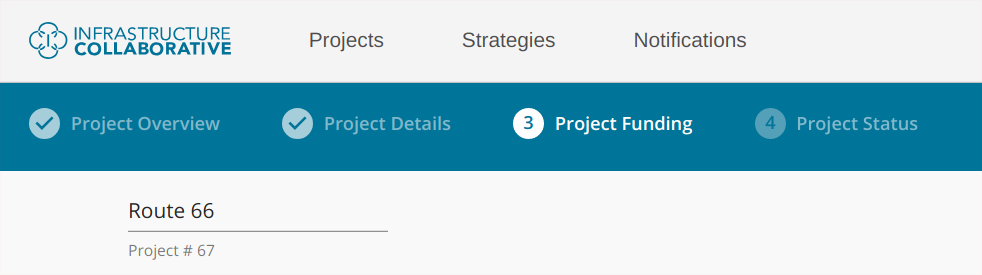 INFRASTRUCTURE
COLLABORATIVE
Projects Strategies Notifications
Project Overview Project Details 3 Project Funding 4 Project Status
Route 66
Project # 67